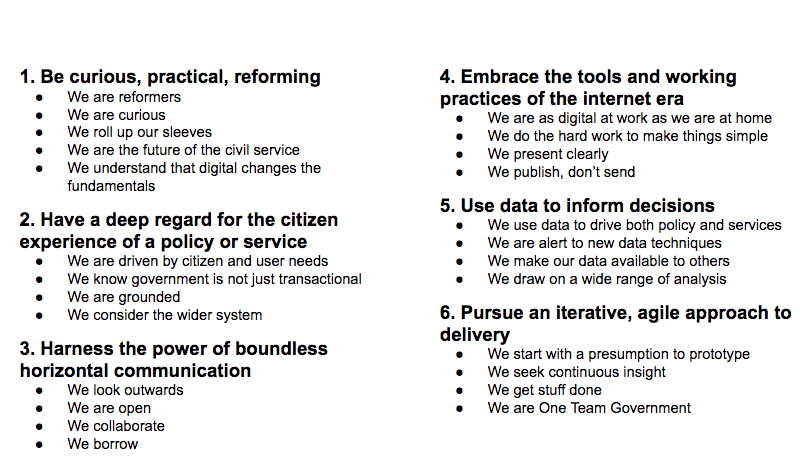 1. Be curious, practical, reforming
● We are reformers
● We are curious
● We roll up our sleeves
● We are the future of the civil service
● We understand that digital changes the
fundamentals
2. Have a deep regard for the citizen
experience of a policy or service
● We are driven by citizen and user needs
● We know government is not just transactional
● We are grounded
● We consider the wider system
3. Harness the power of boundless
horizontal communication
● We look outwards
● We are open
● We collaborate
● We borrow
4. Embrace the tools and working
practices of the internet era
● We are as digital at work as we are at home
● We do the hard work to make things simple
● We present clearly
● We publish, don’t send
5. Use data to inform decisions
● We use data to drive both policy and services
● We are alert to new data techniques
● We make our data available to others
● We draw on a wide range of analysis
6. Pursue an iterative, agile approach to
delivery
● We start with a presumption to prototype
● We seek continuous insight
● We get stuff done
● We are One Team Government